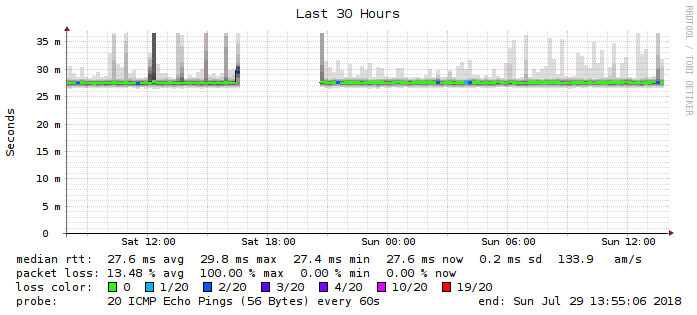 Last 30 Hours
RRDTOOL / TOBI OETIKER
Seconds
35 m
30 m
25 m
20 m
15 m
10 m
5 m
0
Sat 12:00 Sat 18:00 Sun 00:00 Sun 06:00 Sun 12:00
median rtt: 27.6 ms avg 29.8 ms max 27.4 ms min 27.6 ms now 0.2 ms sd 133.9 am/s
packet loss: 13.48 % avg 100.00 % max 0.00 % min 0.00 % now
loss color: 0 1/20 2/20 3/20 4/20 10/20 19/20
probe: 20 ICMP Echo Pings (56 Bytes) every 60s end: Sun Jul 29 13:55:06 2018